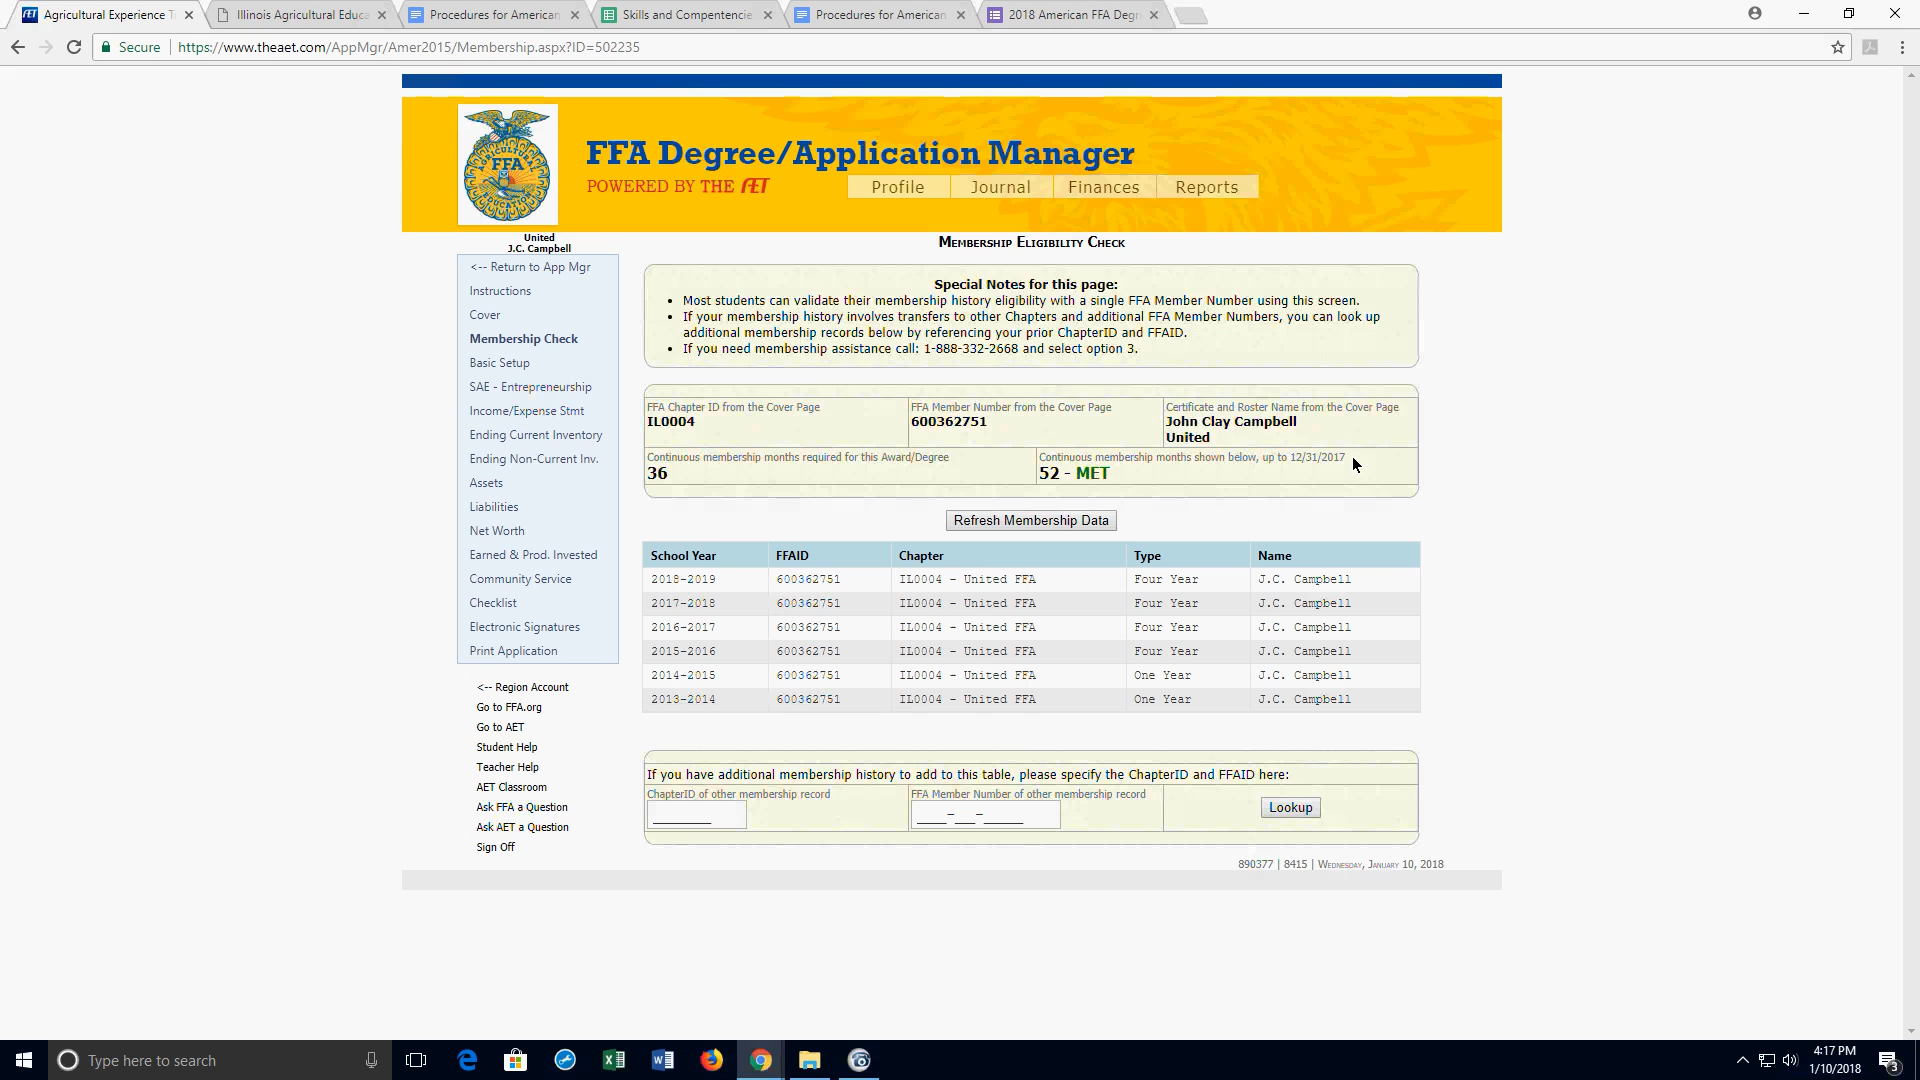 Agricultural Experience T
Illinois Agricultural Educa
Procedures for American
Skills and Compentencie
Procedures for American
2018 American FFA Degr
Secure
https://www.theaet.com/AppMgr/Amer2015/Membership.aspx?ID=502235
AGRICULTURAL
FFA
EDUCATION
FFA Degree/Application Manager
POWERED BY THE ÆT
Profile
Journal
Finances
Reports
United
J.C. Campbell
<-- Return to App Mgr
Instructions
Cover
Membership Check
Basic Setup
SAE - Entrepreneurship
Income/Expense Stmt
Ending Current Inventory
Ending Non-Current Inv.
Assets
Liabilities
Net Worth
Earned & Prod. Invested
Community Service
Checklist
Electronic Signatures
Print Application
<-- Region Account
Go to FFA.org
Go to AET
Student Help
Teacher Help
AET Classroom
Ask FFA a Question
Ask AET a Question
Sign Off
Membership Eligibility Check
Special Notes for this page:
• Most students can validate their membership history eligibility with a single FFA Member Number using this screen.
• If your membership history involves transfers to other Chapters and additional FFA Member Numbers, you can look up
additional membership records below by referencing your prior ChapterID and FFAID.
• If you need membership assistance call: 1-888-332-2668 and select option 3.
FFA Chapter ID from the Cover Page
IL0004
FFA Member Number from the Cover Page
600362751
Certificate and Roster Name from the Cover Page
John Clay Campbell
United
Continuous membership months required for this Award/Degree
36
Continuous membership months shown below, up to 12/31/2017
52 - MET
Refresh Membership Data
School Year FFAID Chapter Type Name
2018-2019 600362751 IL0004 - United FFA Four Year J.C. Campbell
2017-2018 600362751 IL0004 - United FFA Four Year J.C. Campbell
2016-2017 600362751 IL0004 - United FFA Four Year J.C. Campbell
2015-2016 600362751 IL0004 - United FFA Four Year J.C. Campbell
2014-2015 600362751 IL0004 - United FFA One Year J.C. Campbell
2013-2014 600362751 IL0004 - United FFA One Year J.C. Campbell
If you have additional membership history to add to this table, please specify the ChapterID and FFAID here:
ChapterID of other membership record
________
FFA Member Number of other membership record
____-___-_____
Lookup
890377 | 8415 | Wednesday, January 10, 2018
Type here to search
4:17 PM
1/10/2018
3